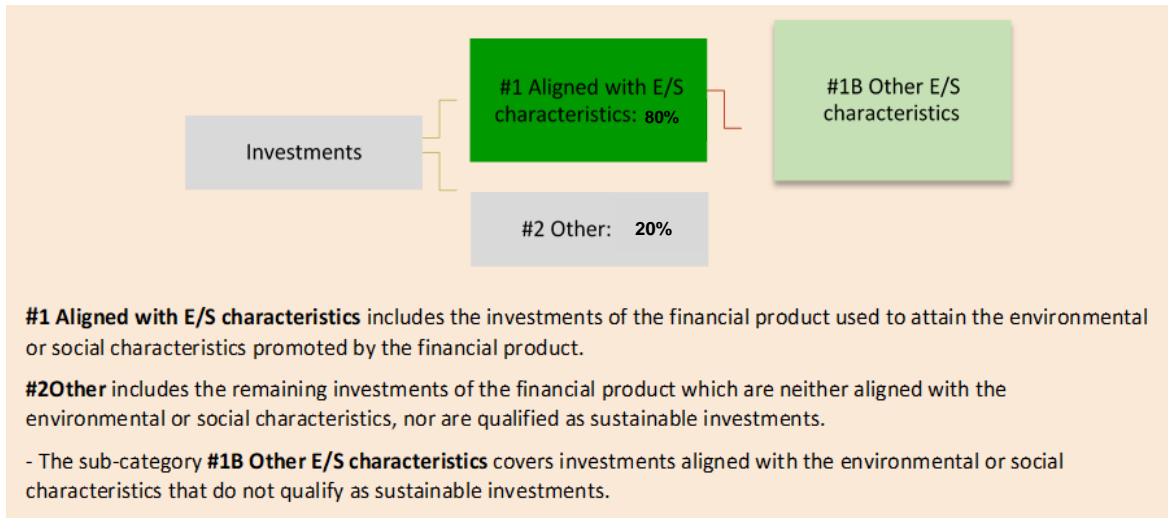 #1 Aligned with E/S
characteristics: 80%
#1B Other E/S
characteristics
Investments
#2 Other: 20%
#1 Aligned with E/S characteristics includes the investments of the financial product used to attain the environmental
or social characteristics promoted by the financial product.
#2Other includes the remaining investments of the financial product which are neither aligned with the
environmental or social characteristics, nor are qualified as sustainable investments.
- The sub-category #1B Other E/S characteristics covers investments aligned with the environmental or social
characteristics that do not qualify as sustainable investments.